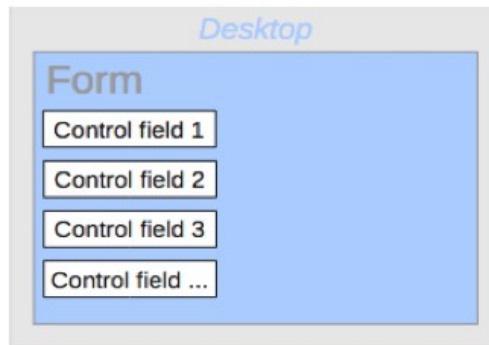 Desktop
Form
Control field 1
Control field 2
Control field 3
Control field ...